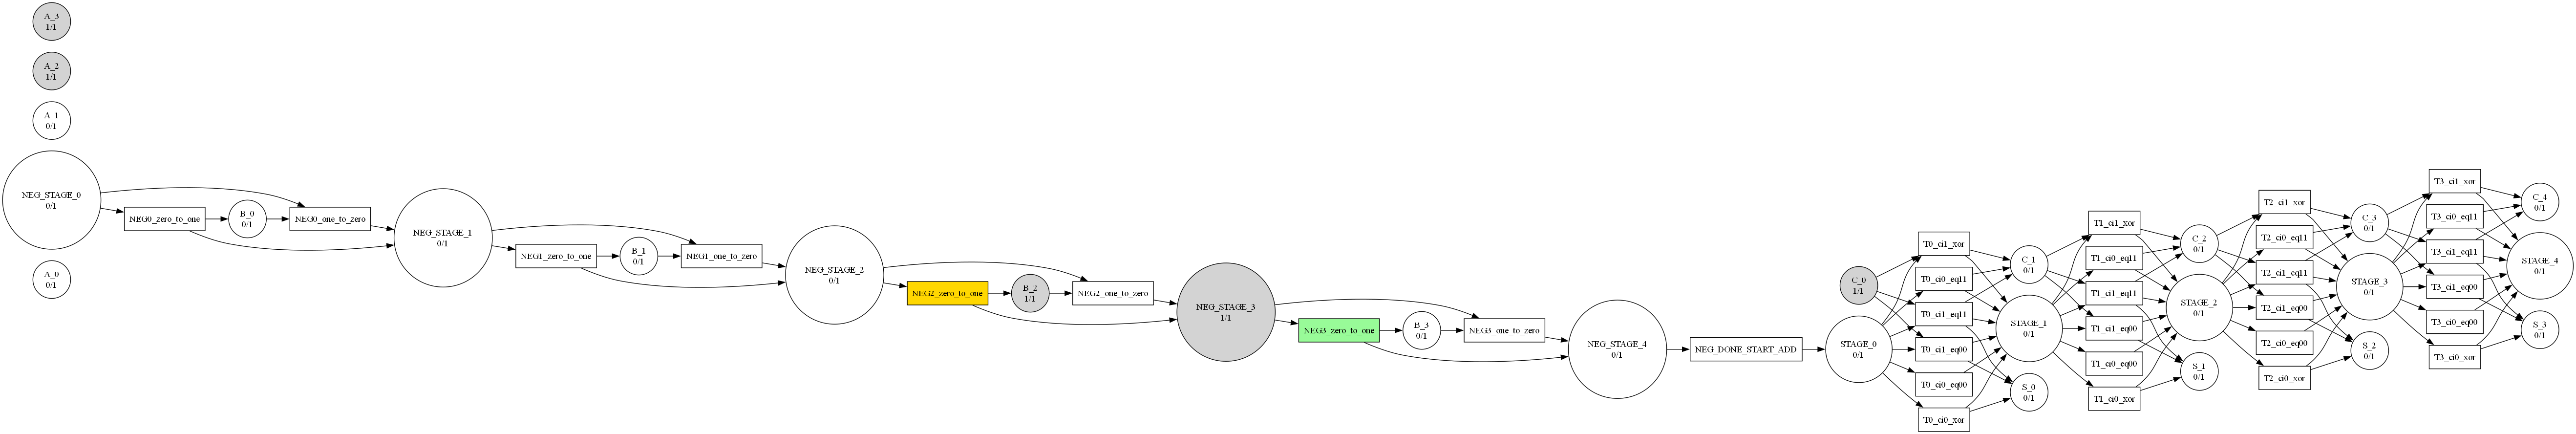 A_3
1/1
A_2
1/1
A_1
0/1
NEG_STAGE_0
0/1
A_0
0/1
NEG0_zero_to_one
B_0
0/1
NEG0_one_to_zero
NEG_STAGE_1
0/1
NEG1_zero_to_one
B_1
0/1
NEG1_one_to_zero
NEG_STAGE_2
0/1
NEG2_zero_to_one
B_2
1/1
NEG2_one_to_zero
NEG_STAGE_3
1/1
NEG3_zero_to_one
B_3
0/1
NEG3_one_to_zero
NEG_STAGE_4
0/1
NEG_DONE_START_ADD
C_0
1/1
STAGE_0
0/1
T0_ci1_xor
T0_ci0_eq11
T0_ci1_eq11
T0_ci1_eq00
T0_ci0_eq00
T0_ci0_xor
C_1
0/1
STAGE_1
0/1
S_0
0/1
T1_ci1_xor
T1_ci0_eq11
T1_ci1_eq11
T1_ci1_eq00
T1_ci0_eq00
T1_ci0_xor
C_2
0/1
STAGE_2
0/1
S_1
0/1
T2_ci1_xor
T2_ci0_eq11
T2_ci1_eq11
T2_ci1_eq00
T2_ci0_eq00
T2_ci0_xor
C_3
0/1
STAGE_3
0/1
S_2
0/1
T3_ci1_xor
T3_ci0_eq11
T3_ci1_eq11
T3_ci1_eq00
T3_ci0_eq00
T3_ci0_xor
C_4
0/1
STAGE_4
0/1
S_3
0/1